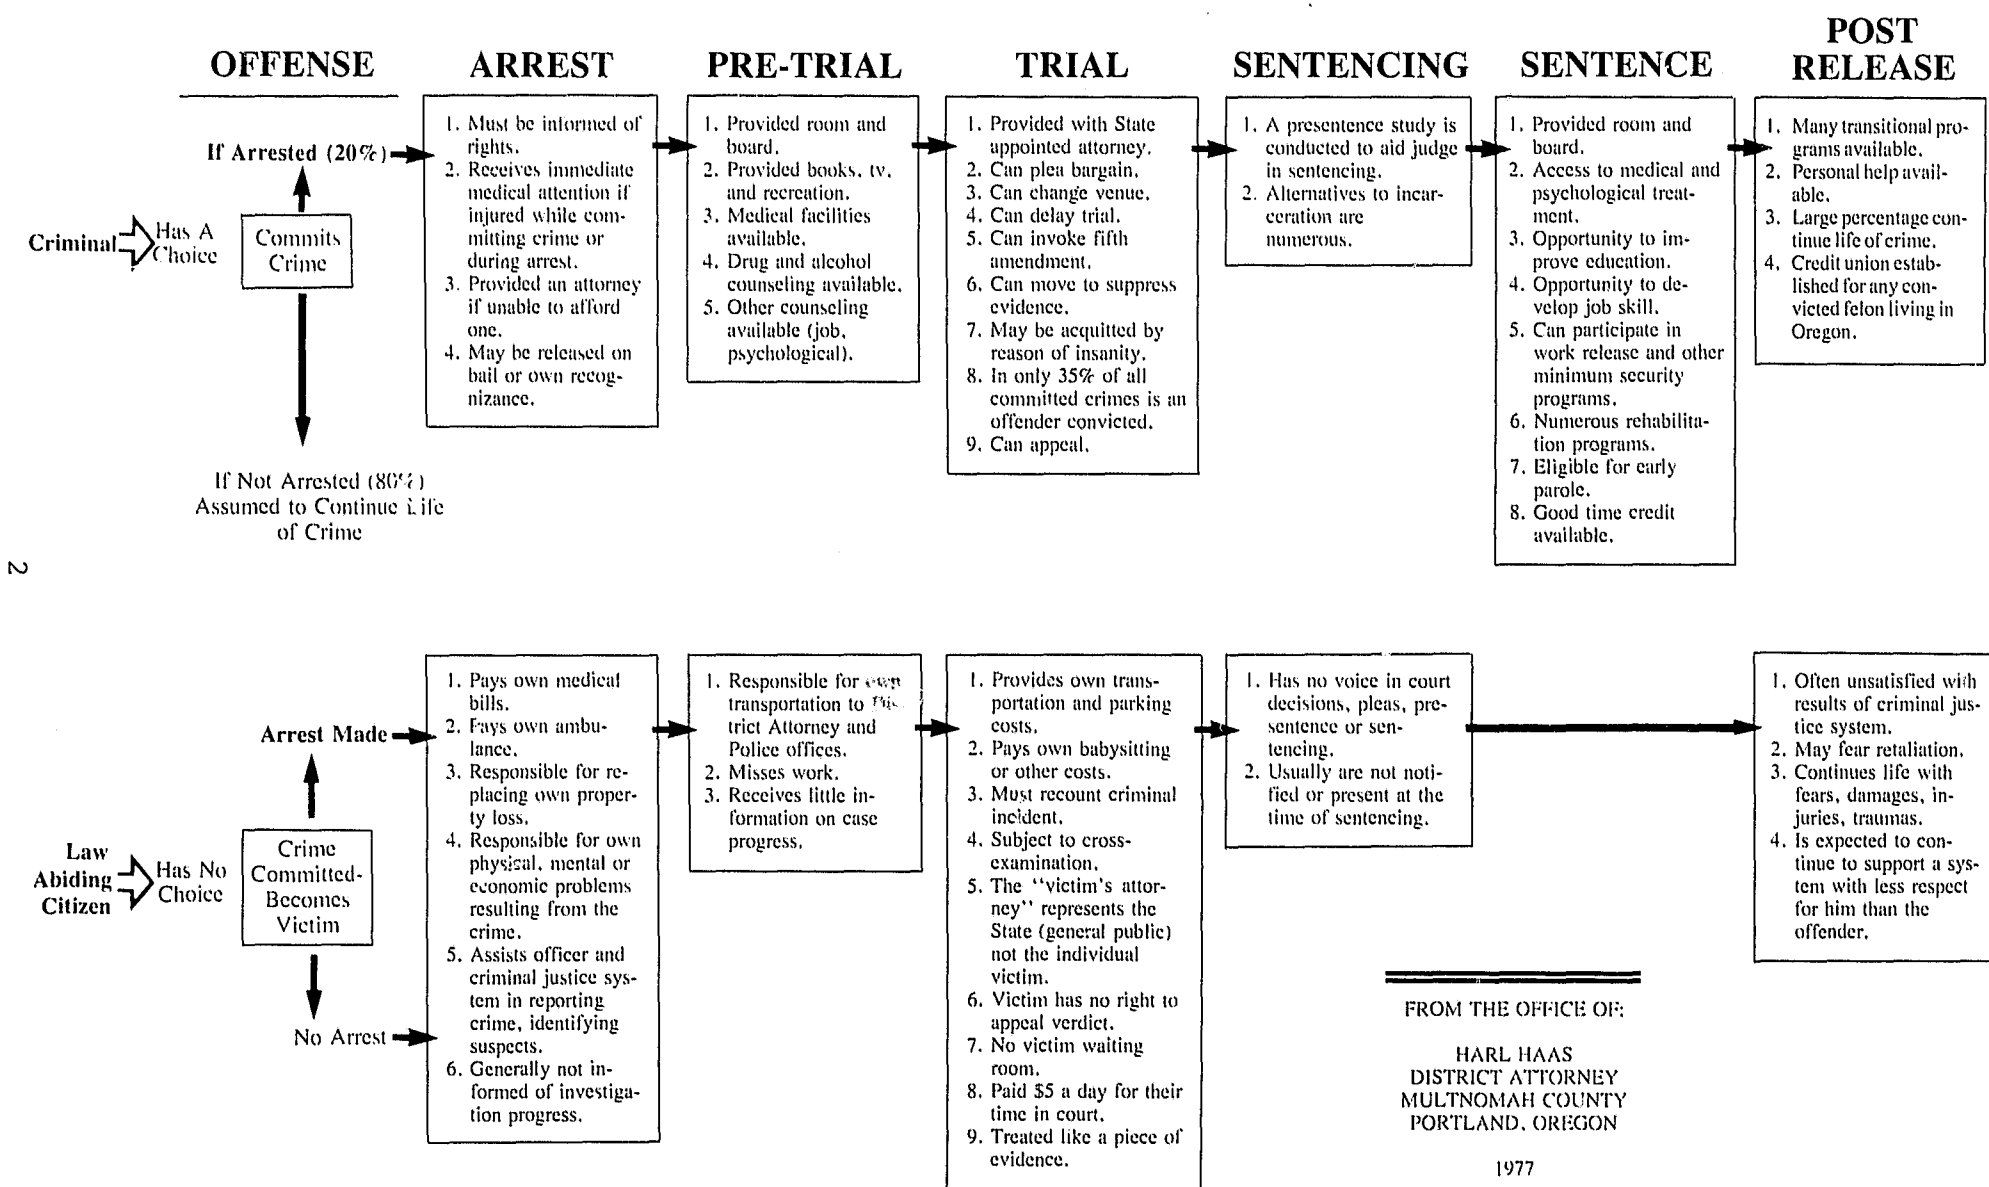 OFFENSE
ARREST
PRE-TRIAL
TRIAL
SENTENCING
SENTENCE
POST
RELEASE
Criminal
Has A
Choice
Commits
Crime
If Arrested (20%)
If Not Arrested (80%)
Assumed to Continue Life
of Crime
1. Must be informed of
rights.
2. Receives immediate
medical attention if
injured while com-
mitting crime or
during arrest.
3. Provided an attorney
if unable to afford
one.
4. May be released on
bail or own recog-
nizance.
1. Provided room and
board.
2. Provided books, tv,
and recreation.
3. Medical facilities
available.
4. Drug and alcohol
counseling available.
5. Other counseling
available (job,
psychological).
1. Provided with State
appointed attorney.
2. Can plea bargain.
3. Can change venue.
4. Can delay trial.
5. Can invoke fifth
amendment.
6. Can move to suppress
evidence.
7. May be acquitted by
reason of insanity.
8. In only 35% of all
committed crimes is an
offender convicted.
9. Can appeal.
1. A presentence study is
conducted to aid judge
in sentencing.
2. Alternatives to incar-
ceration are
numerous.
1. Provided room and
board.
2. Access to medical and
psychological treat-
ment.
3. Opportunity to im-
prove education.
4. Opportunity to de-
velop job skill.
5. Can participate in
work release and other
minimum security
programs.
6. Numerous rehabilita-
tion programs.
7. Eligible for early
parole.
8. Good time credit
available.
1. Many transitional pro-
grams available.
2. Personal help avail-
able.
3. Large percentage con-
tinue life of crime.
4. Credit union estab-
lished for any con-
victed felon living in
Oregon.
2
Law
Abiding
Citizen
Has No
Choice
Crime
Committed-
Becomes
Victim
Arrest Made
No Arrest
1. Pays own medical
bills.
2. Pays own ambu-
lance.
3. Responsible for re-
placing own proper-
ty loss.
4. Responsible for own
physical, mental or
economic problems
resulting from the
crime.
5. Assists officer and
criminal justice sys-
tem in reporting
crime, identifying
suspects.
6. Generally not in-
formed of investiga-
tion progress.
1. Responsible for own
transportation to Dis-
trict Attorney and
Police offices.
2. Misses work.
3. Receives little in-
formation on case
progress.
1. Provides own trans-
portation and parking
costs.
2. Pays own babysitting
or other costs.
3. Must recount criminal
incident.
4. Subject to cross-
examination.
5. The "victim's attor-
ney" represents the
State (general public)
not the individual
victim.
6. Victim has no right to
appeal verdict.
7. No victim waiting
room.
8. Paid $5 a day for their
time in court.
9. Treated like a piece of
evidence.
1. Has no voice in court
decisions, pleas, pre-
sentence or sen-
tencing.
2. Usually are not noti-
fied or present at the
time of sentencing.
1. Often unsatisfied with
results of criminal jus-
tice system.
2. May fear retaliation.
3. Continues life with
fears, damages, in-
juries, traumas.
4. Is expected to con-
tinue to support a sys-
tem with less respect
for him than the
offender.
FROM THE OFFICE OF:
HARL HAAS
DISTRICT ATTORNEY
MULTNOMAH COUNTY
PORTLAND, OREGON
1977